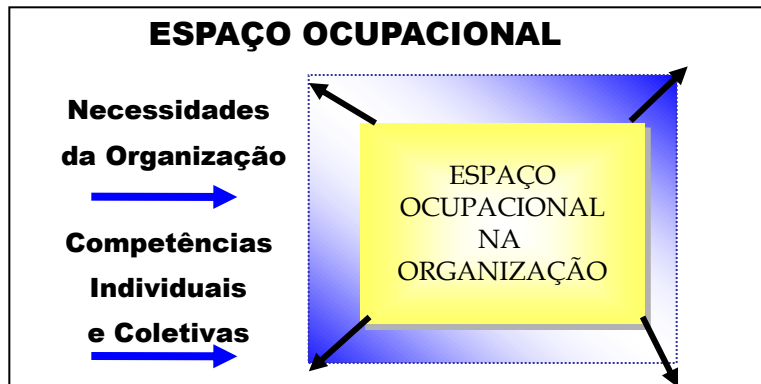 ESPAÇO OCUPACIONAL
Necessidades
da Organização
Competências
Individuais
e Coletivas
ESPAÇO
OCUPACIONAL
NA
ORGANIZAÇÃO